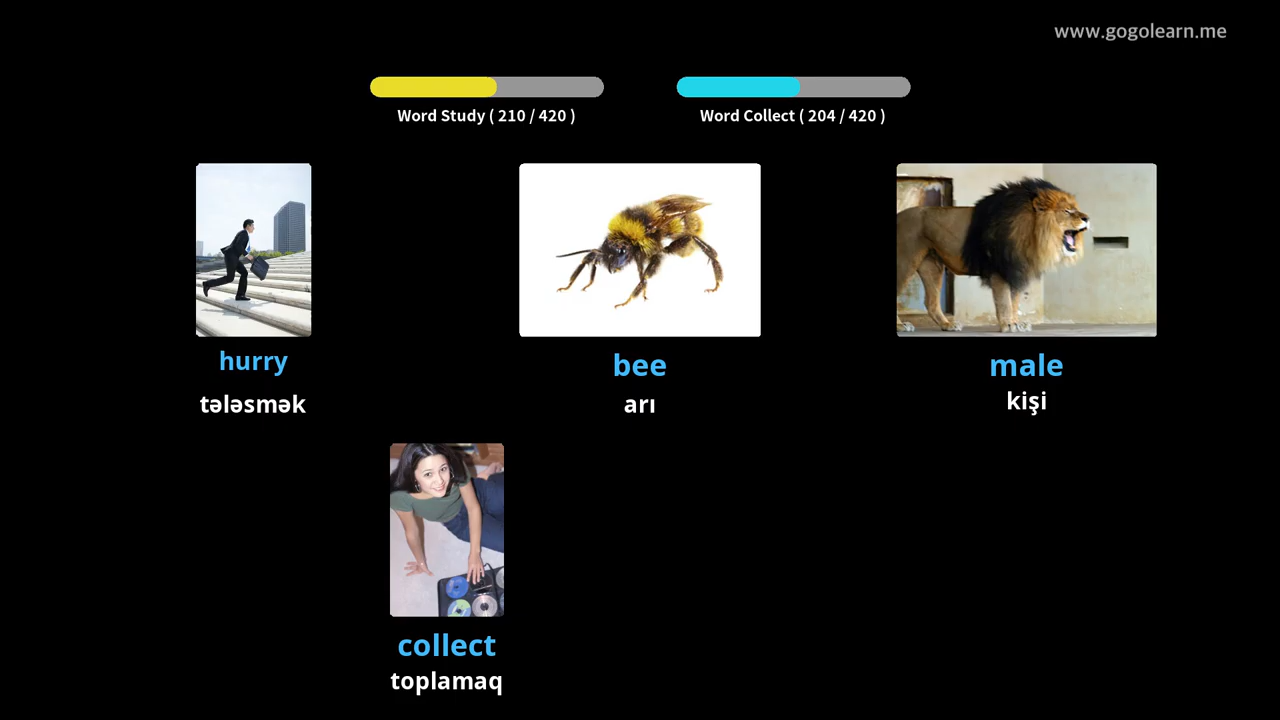 www.gogolearn.me
Word Study ( 210 / 420 )
Word Collect ( 204 / 420 )
hurry
tələsmək
bee
arı
male
kişi
collect
toplamaq